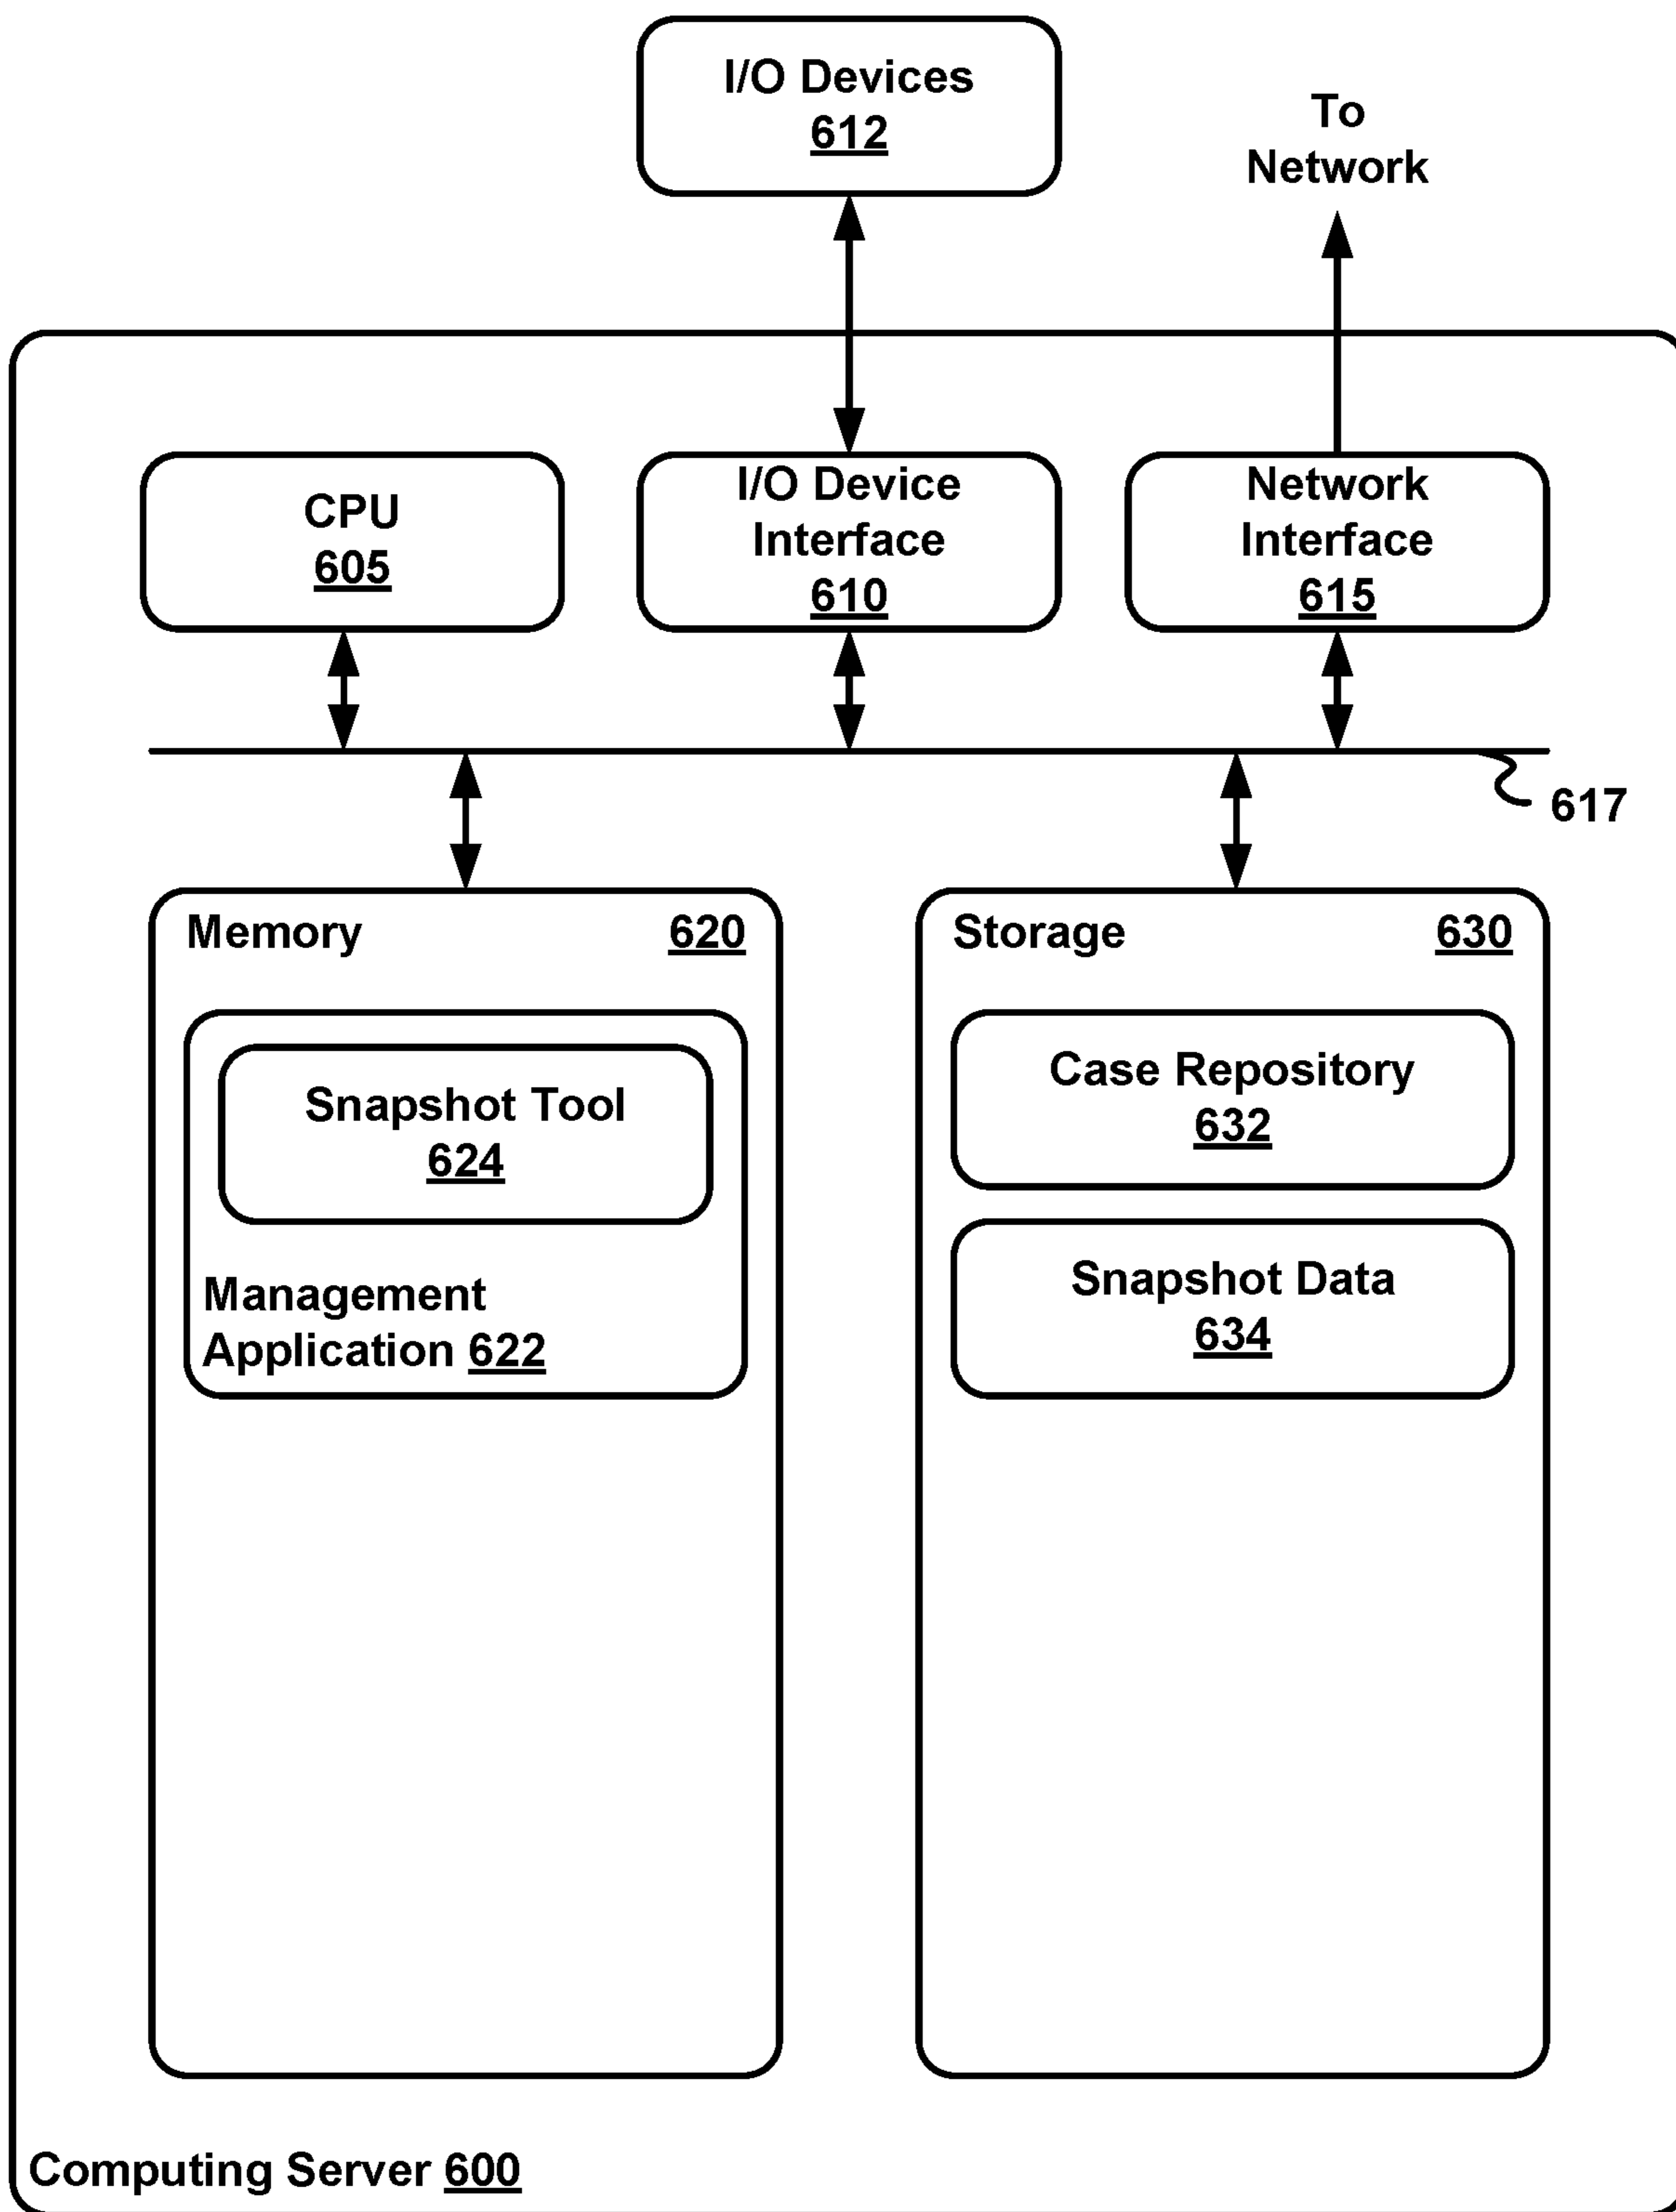 I/O Devices
612
To
Network
CPU
605
I/O Device
Interface
610
Network
Interface
615
617
Memory 620
Snapshot Tool
624
Management
Application 622
Storage 630
Case Repository
632
Snapshot Data
634
Computing Server 600